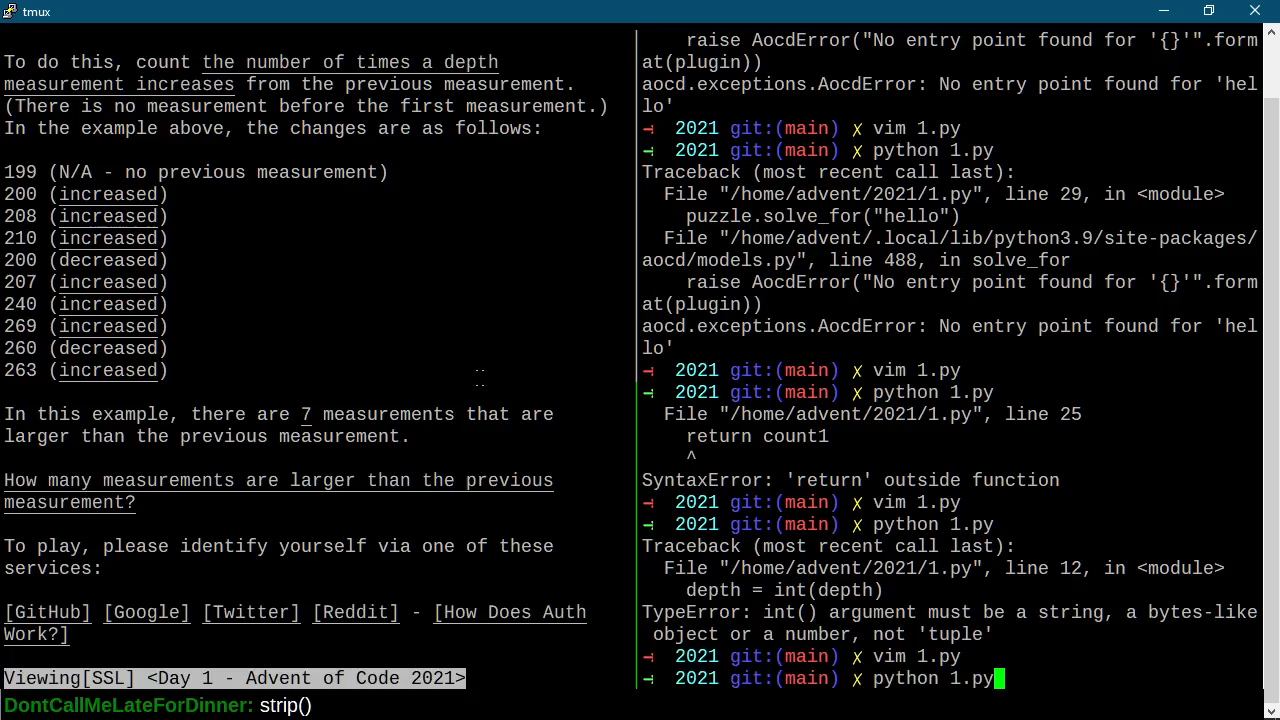 tmux
To do this, count the number of times a depth
measurement increases from the previous measurement.
(There is no measurement before the first measurement.)
In the example above, the changes are as follows:
199 (N/A - no previous measurement)
200 (increased)
208 (increased)
210 (increased)
200 (decreased)
207 (increased)
240 (increased)
269 (increased)
260 (decreased)
263 (increased)
In this example, there are 7 measurements that are
larger than the previous measurement.
How many measurements are larger than the previous
measurement?
To play, please identify yourself via one of these
services:
[GitHub] [Google] [Twitter] [Reddit] - [How Does Auth
Work?]
Viewing[SSL] <Day 1 - Advent of Code 2021>
raise AocdError("No entry point found for '{}'".form
at(plugin))
aocd.exceptions.AocdError: No entry point found for 'hel
lo'
→ 2021 git:(main) ✗ vim 1.py
→ 2021 git:(main) ✗ python 1.py
Traceback (most recent call last):
File "/home/advent/2021/1.py", line 29, in <module>
puzzle.solve_for("hello")
File "/home/advent/.local/lib/python3.9/site-packages/
aocd/models.py", line 488, in solve_for
raise AocdError("No entry point found for '{}'".form
at(plugin))
aocd.exceptions.AocdError: No entry point found for 'hel
lo'
→ 2021 git:(main) ✗ vim 1.py
→ 2021 git:(main) ✗ python 1.py
File "/home/advent/2021/1.py", line 25
return count1
^
SyntaxError: 'return' outside function
→ 2021 git:(main) ✗ vim 1.py
→ 2021 git:(main) ✗ python 1.py
Traceback (most recent call last):
File "/home/advent/2021/1.py", line 12, in <module>
depth = int(depth)
TypeError: int() argument must be a string, a bytes-like
object or a number, not 'tuple'
→ 2021 git:(main) ✗ vim 1.py
→ 2021 git:(main) ✗ python 1.py
DontCallMeLateForDinner: strip()